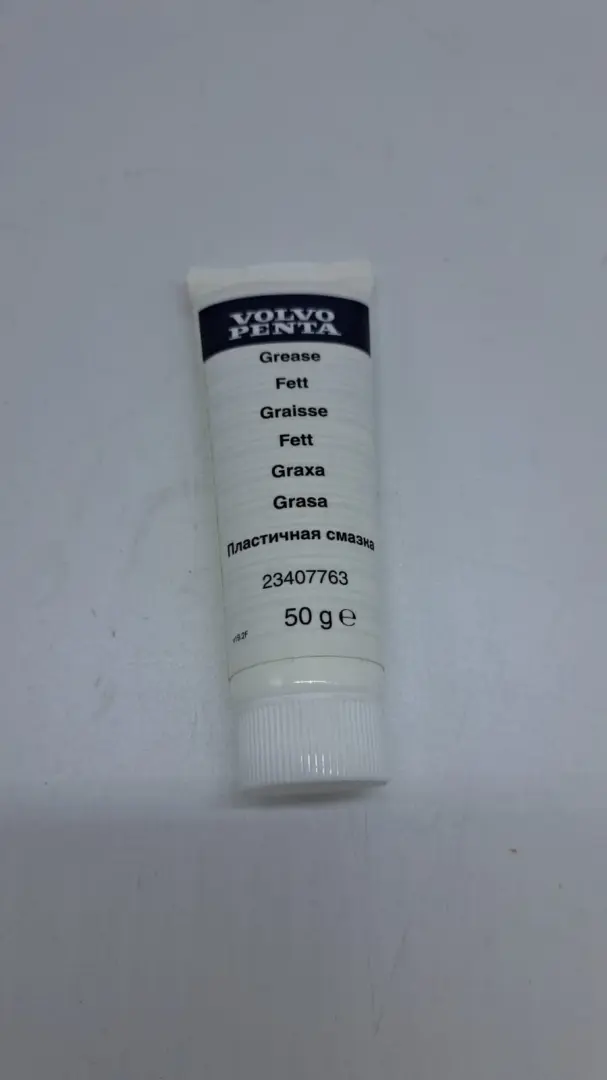 VOLVO
PENTA
Grease
Fett
Graisse
Fett
Graxa
Grasa
Пластичная смазка
23407763
50 g ℮